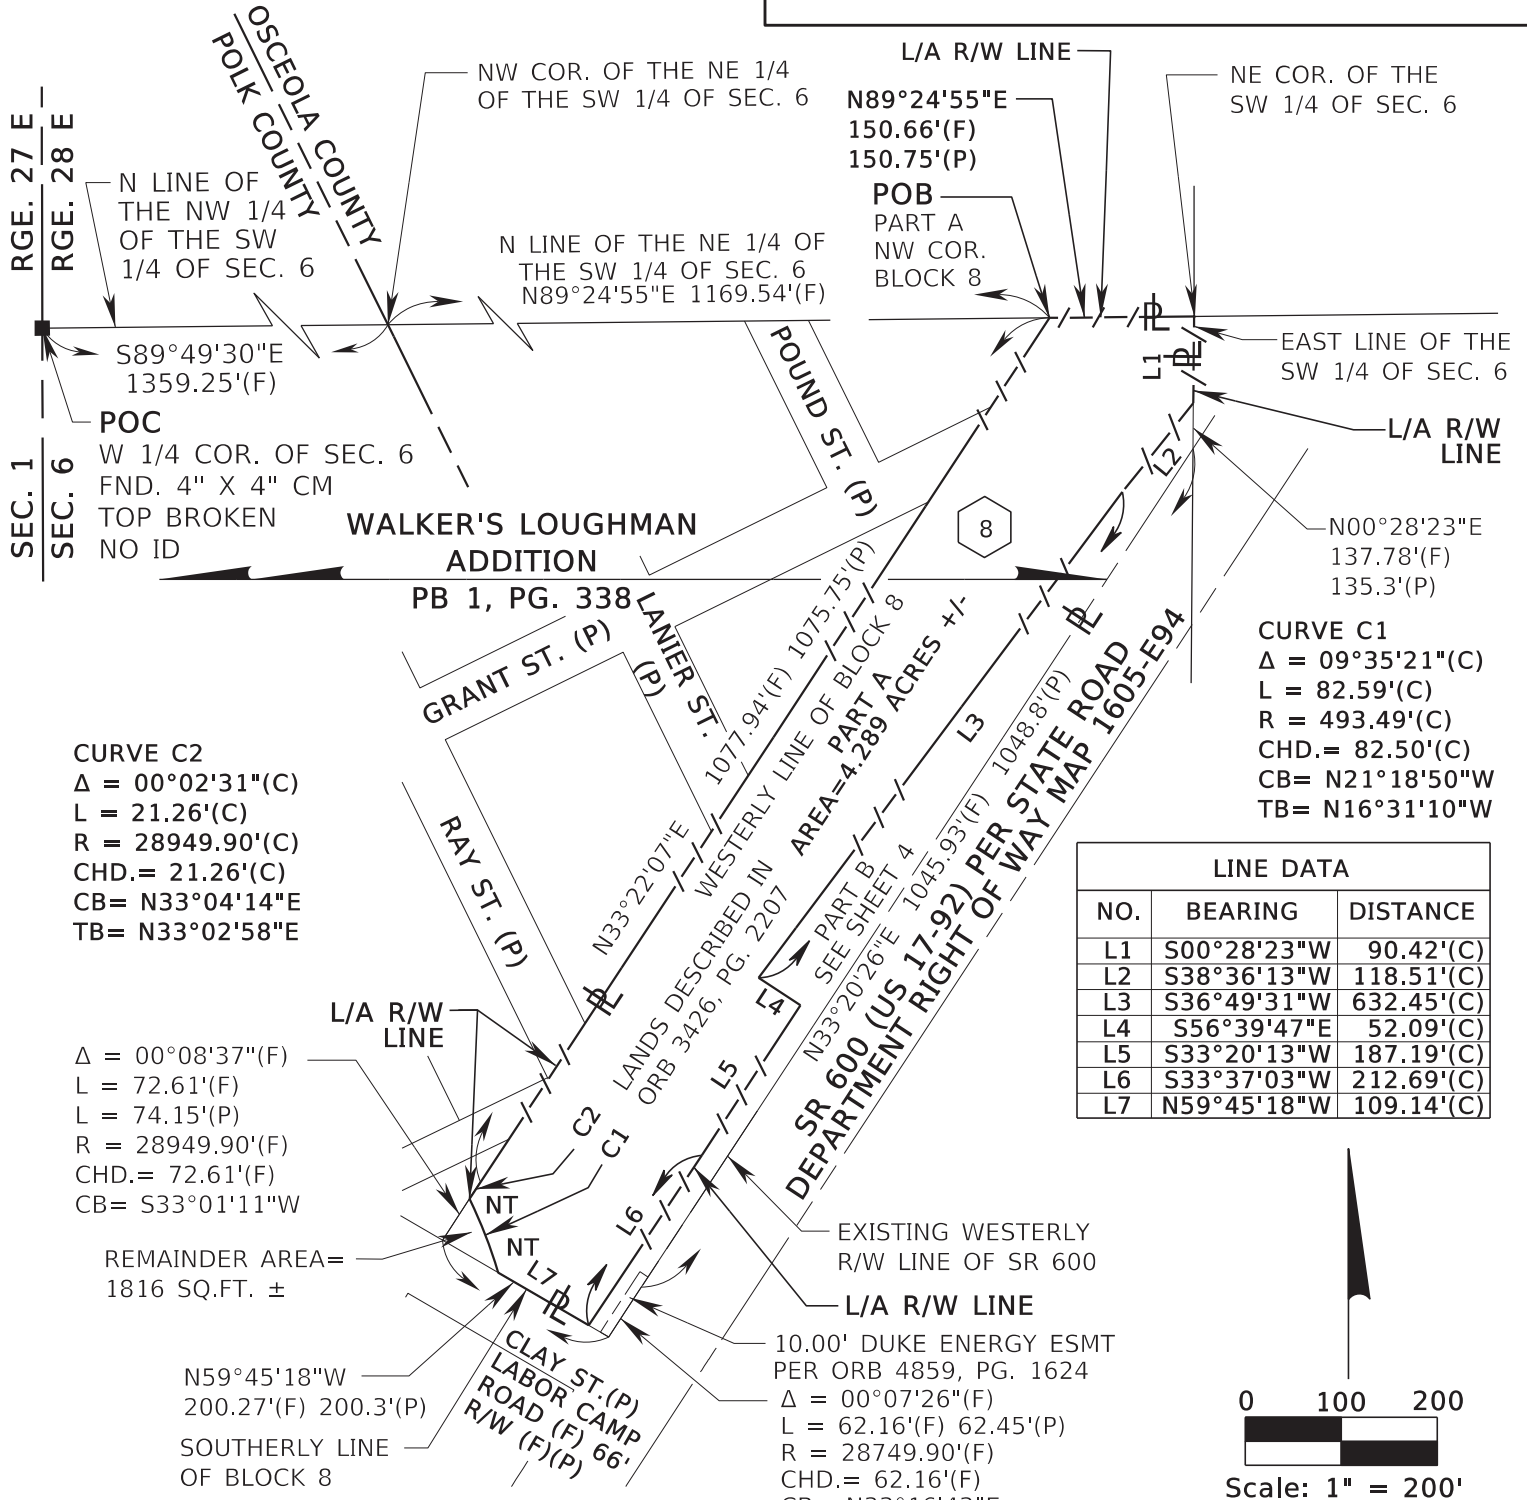 OSCEOLA COUNTY
POLK COUNTY
RGE. 27 E
RGE. 28 E
SEC. 1
SEC. 6
NW COR. OF THE NE 1/4
OF THE SW 1/4 OF SEC. 6
L/A R/W LINE
N89°24'55"E
150.66'(F)
150.75'(P)
NE COR. OF THE
SW 1/4 OF SEC. 6
N LINE OF
THE NW 1/4
OF THE SW
1/4 OF SEC. 6
N LINE OF THE NE 1/4 OF
THE SW 1/4 OF SEC. 6
N89°24'55"E 1169.54'(F)
POB
PART A
NW COR.
BLOCK 8
S89°49'30"E
1359.25'(F)
POC
W 1/4 COR. OF SEC. 6
FND. 4" X 4" CM
TOP BROKEN
NO ID
PL
PL
L1
EAST LINE OF THE
SW 1/4 OF SEC. 6
L/A R/W
LINE
L2
N00°28'23"E
137.78'(F)
135.3'(P)
POUND ST. (P)
WALKER'S LOUGHMAN
ADDITION
PB 1, PG. 338
8
LANIER ST.
(P)
GRANT ST. (P)
RAY ST. (P)
N33°22'07"E
1077.94'(F) 1075.75'(P)
WESTERLY LINE OF BLOCK 8
PART A
AREA=4.289 ACRES +/-
LANDS DESCRIBED IN
ORB 3426, PG. 2207
PL
L3
PART B
SEE SHEET 4
L4
L5
L6
PL
N33°20'26"E 1045.93'(F) 1048.8'(P)
SR 600 (US 17-92) PER STATE ROAD
DEPARTMENT RIGHT OF WAY MAP 1605-E94
CURVE C1
Δ = 09°35'21"(C)
L = 82.59'(C)
R = 493.49'(C)
CHD.= 82.50'(C)
CB= N21°18'50"W
TB= N16°31'10"W
CURVE C2
Δ = 00°02'31"(C)
L = 21.26'(C)
R = 28949.90'(C)
CHD.= 21.26'(C)
CB= N33°04'14"E
TB= N33°02'58"E
LINE DATA
NO. BEARING DISTANCE
L1 S00°28'23"W 90.42'(C)
L2 S38°36'13"W 118.51'(C)
L3 S36°49'31"W 632.45'(C)
L4 S56°39'47"E 52.09'(C)
L5 S33°20'13"W 187.19'(C)
L6 S33°37'03"W 212.69'(C)
L7 N59°45'18"W 109.14'(C)
L/A R/W
LINE
Δ = 00°08'37"(F)
L = 72.61'(F)
L = 74.15'(P)
R = 28949.90'(F)
CHD.= 72.61'(F)
CB= S33°01'11"W
C2
C1
NT
NT
L7
PL
REMAINDER AREA=
1816 SQ.FT. ±
EXISTING WESTERLY
R/W LINE OF SR 600
L/A R/W LINE
N59°45'18"W
200.27'(F) 200.3'(P)
SOUTHERLY LINE
OF BLOCK 8
CLAY ST.(P)
LABOR CAMP
ROAD (F) 66'
R/W (F)(P)
10.00' DUKE ENERGY ESMT
PER ORB 4859, PG. 1624
Δ = 00°07'26"(F)
L = 62.16'(F) 62.45'(P)
R = 28749.90'(F)
CHD.= 62.16'(F)
0 100 200
Scale: 1" = 200'